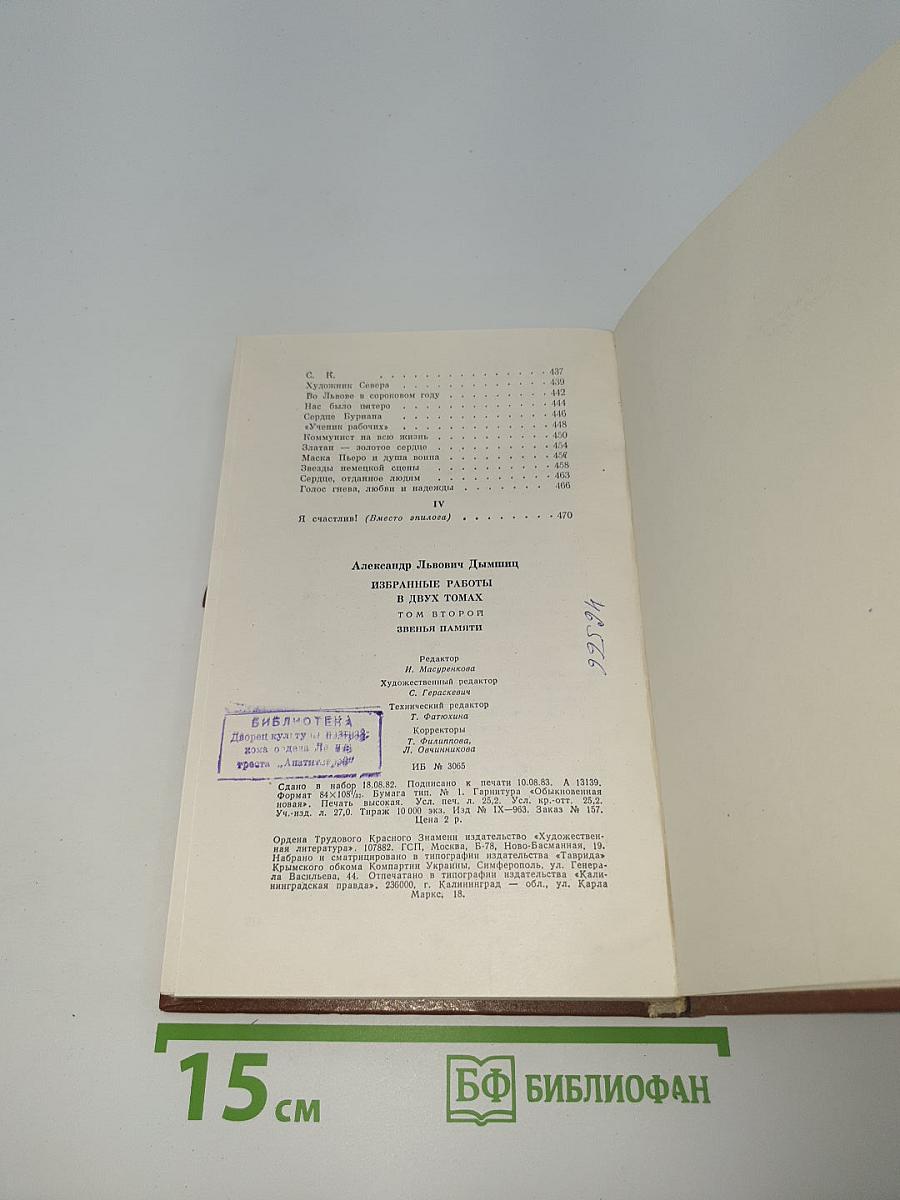 С. К. . . . . . . . . . . . . . . . 437
Художник Севера . . . . . . . . . . . . . 439
Во Львове в сороковом году . . . . . . . . . 442
Нас было пятеро . . . . . . . . . . . . . 444
Сердце Буриана . . . . . . . . . . . . . 446
«Ученик рабочих» . . . . . . . . . . . . . 448
Коммунист на всю жизнь . . . . . . . . . . 450
Златан — золотое сердце . . . . . . . . . . 454
Маска Пьеро и душа воина . . . . . . . . . 457
Звезды немецкой сцены . . . . . . . . . . 458
Сердце, отданное людям . . . . . . . . . . 463
Голос гнева, любви и надежды . . . . . . . 466
IV
Я счастлив! (Вместо эпилога) . . . . . . . . 470
Александр Львович Дымшиц
ИЗБРАННЫЕ РАБОТЫ
В ДВУХ ТОМАХ
ТОМ ВТОРОЙ
ЗВЕНЬЯ ПАМЯТИ
46566
Редактор
И. Масуренкова
Художественный редактор
С. Гераскевич
Технический редактор
Т. Фатюхина
Корректоры
Т. Филиппова,
Л. Овчинникова
ИБ № 3065
БИБЛИОТЕКА
Дворец культуры
ордена
треста „Апатитстрой"
Сдано в набор 18.08.82. Подписано к печати 10.08.83. А 13139.
Формат 84×108¹/₃₂. Бумага тип. № 1. Гарнитура «Обыкновенная
новая». Печать высокая. Усл. печ. л. 25,2. Усл. кр.-отт. 25,2.
Уч.-изд. л. 27,0. Тираж 10 000 экз. Изд № IX—963. Заказ № 157.
Цена 2 р.
Ордена Трудового Красного Знамени издательство «Художествен-
ная литература». 107882. ГСП, Москва, Б-78, Ново-Басманная, 19.
Набрано и сматрицировано в типографии издательства «Таврида»
Крымского обкома Компартии Украины, Симферополь, ул. Генера-
ла Васильева, 44. Отпечатано в типографии издательства «Кали-
нинградская правда». 236000, г. Калининград — обл., ул. Карла
Маркс, 18.
15 см
БФ БИБЛИОФАН